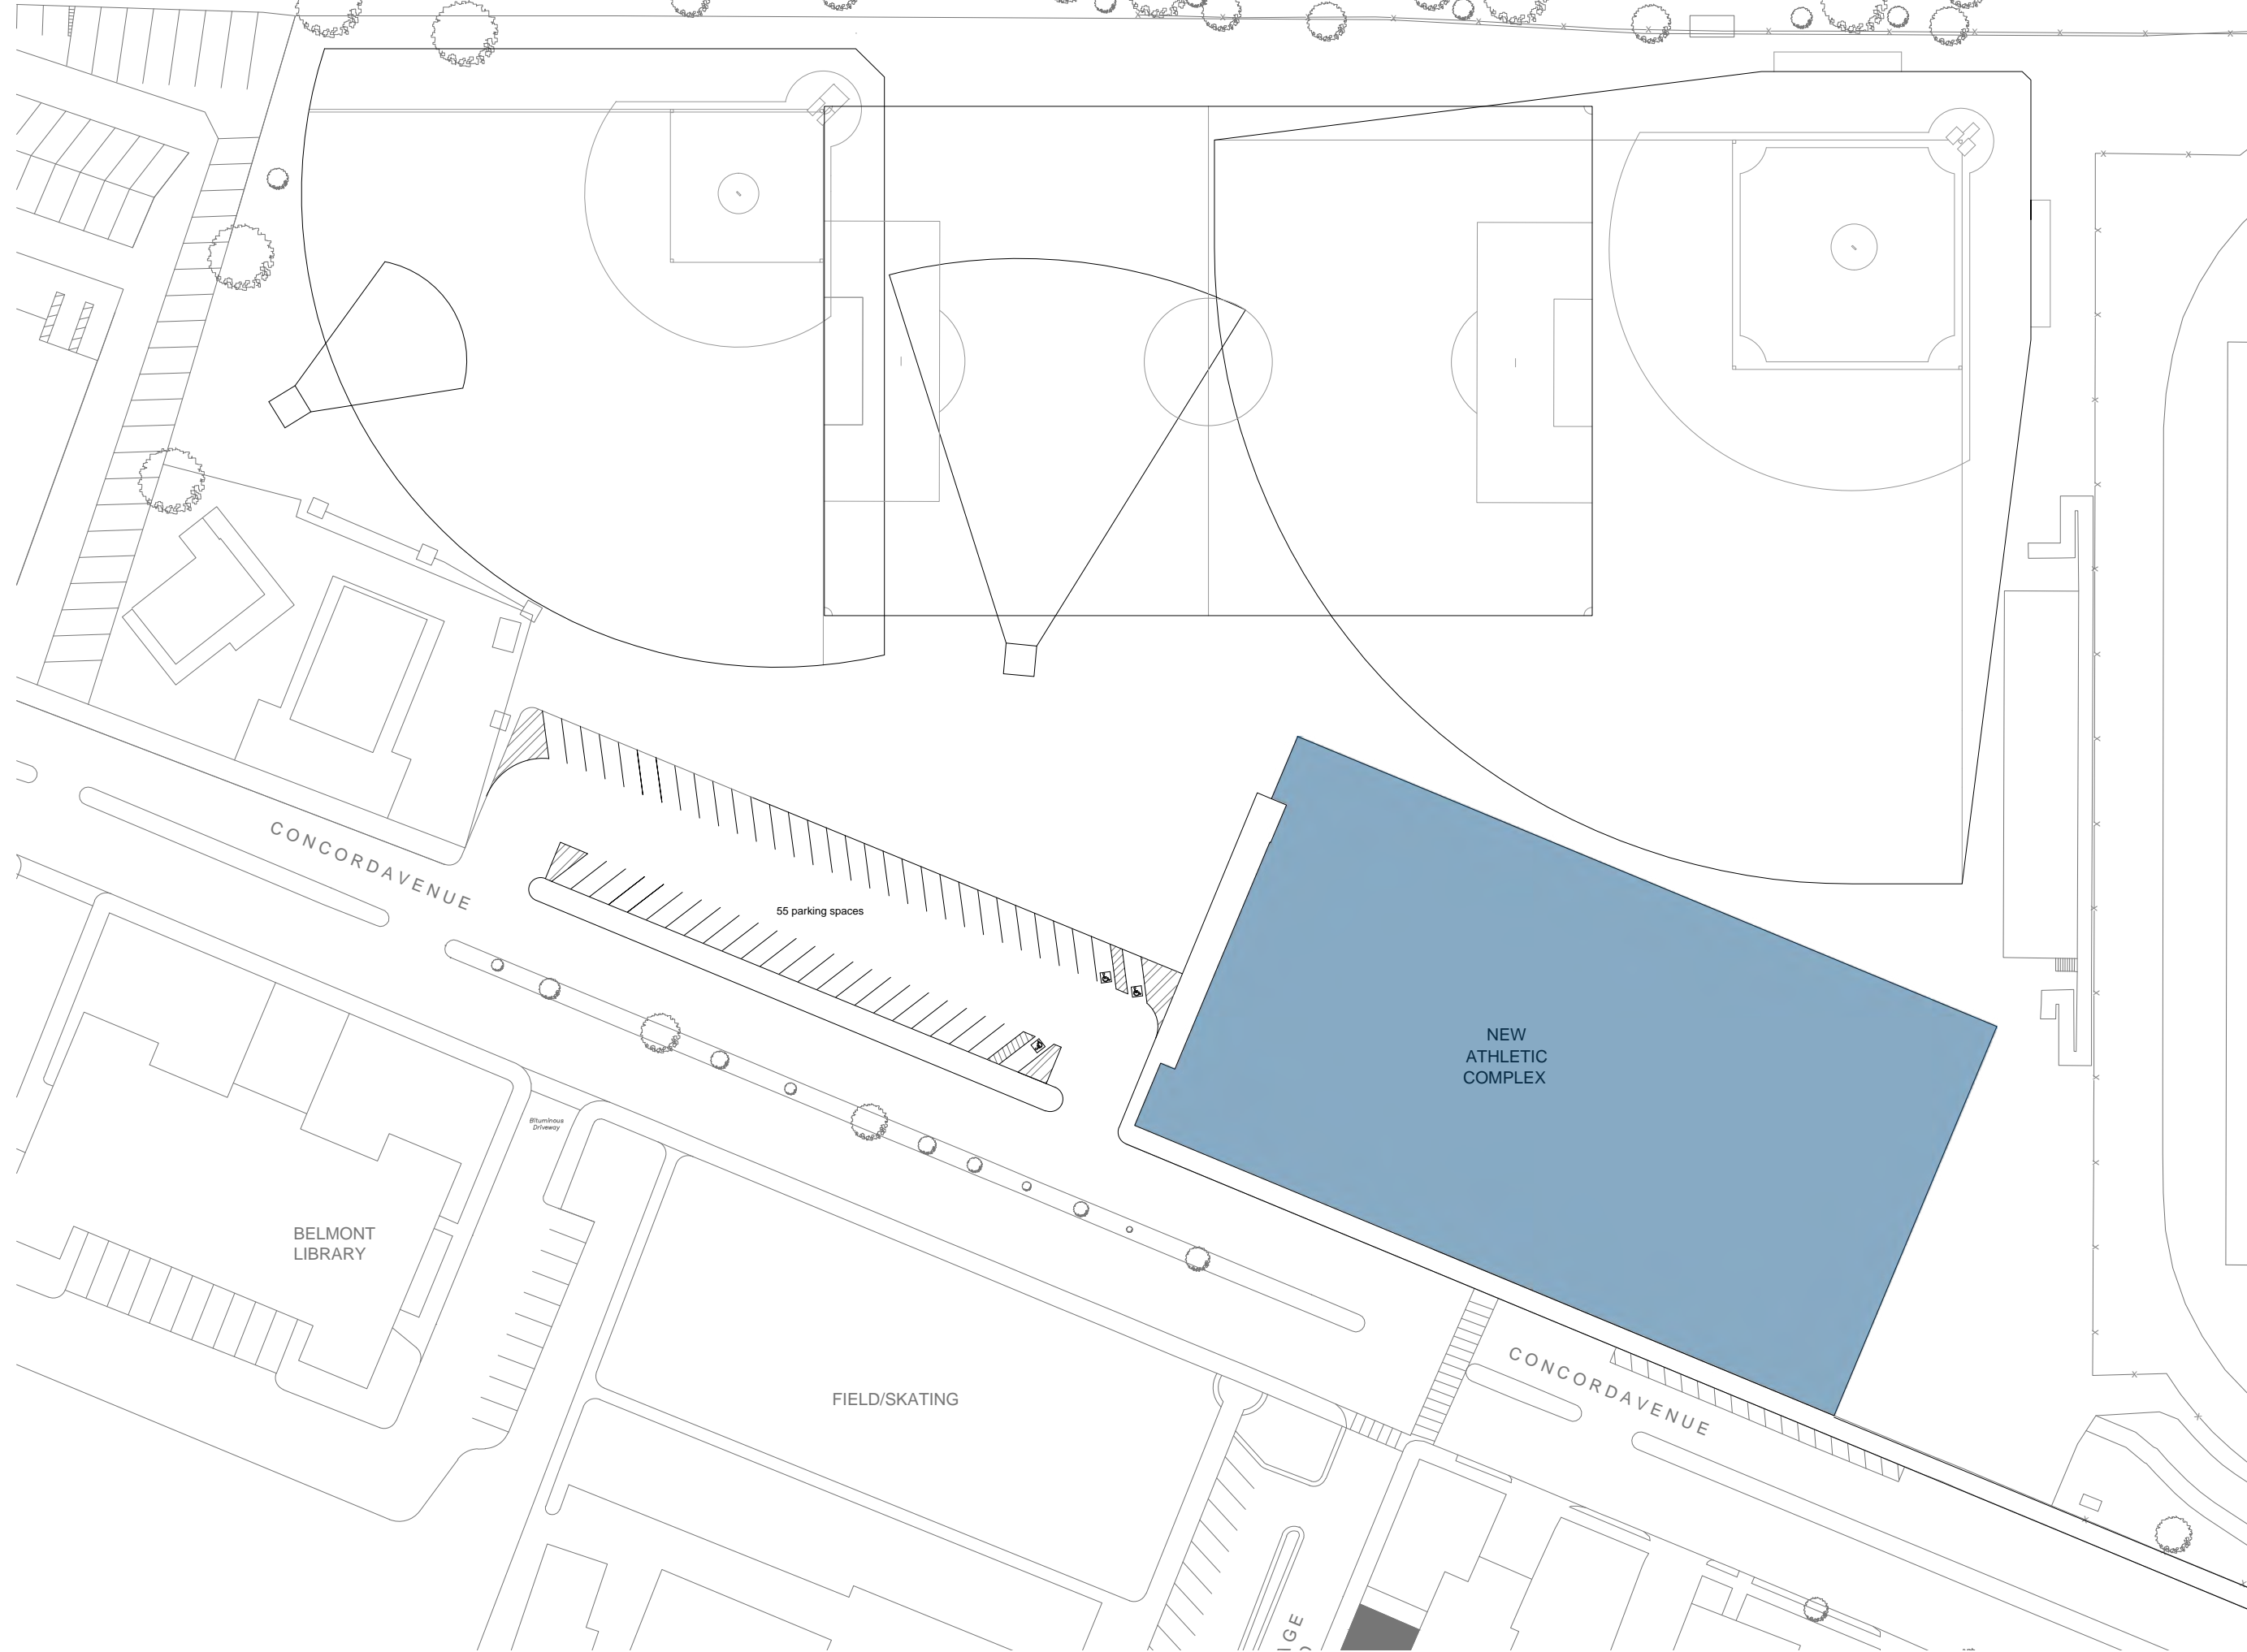 CONCORDAVENUE
55 parking spaces
NEW
ATHLETIC
COMPLEX
Bituminous
Driveway
BELMONT
LIBRARY
CONCORDAVENUE
FIELD/SKATING